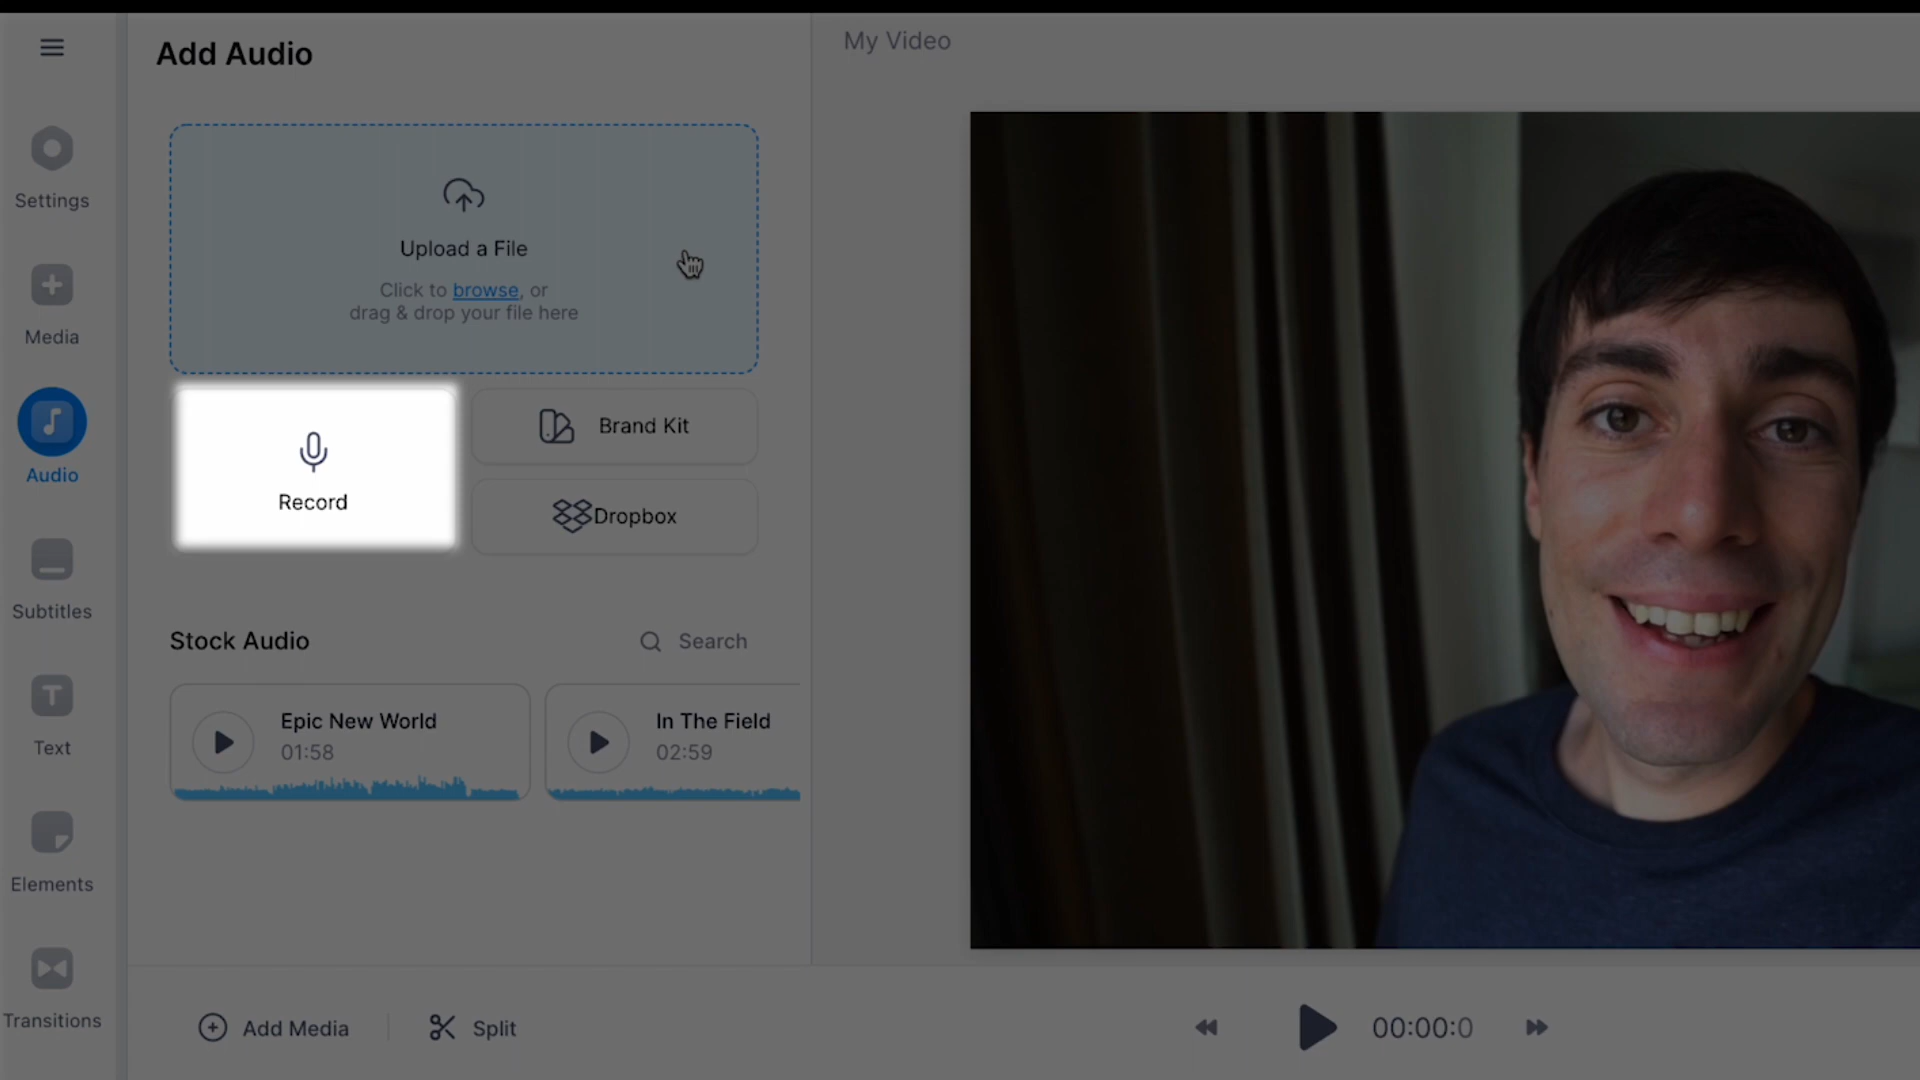 Add Audio
My Video
Settings
Media
Audio
Subtitles
Text
Elements
Transitions
Upload a File
Click to browse, or
drag & drop your file here
Record
Brand Kit
Dropbox
Stock Audio
Search
Epic New World
01:58
In The Field
02:59
Add Media
Split
00:00:0